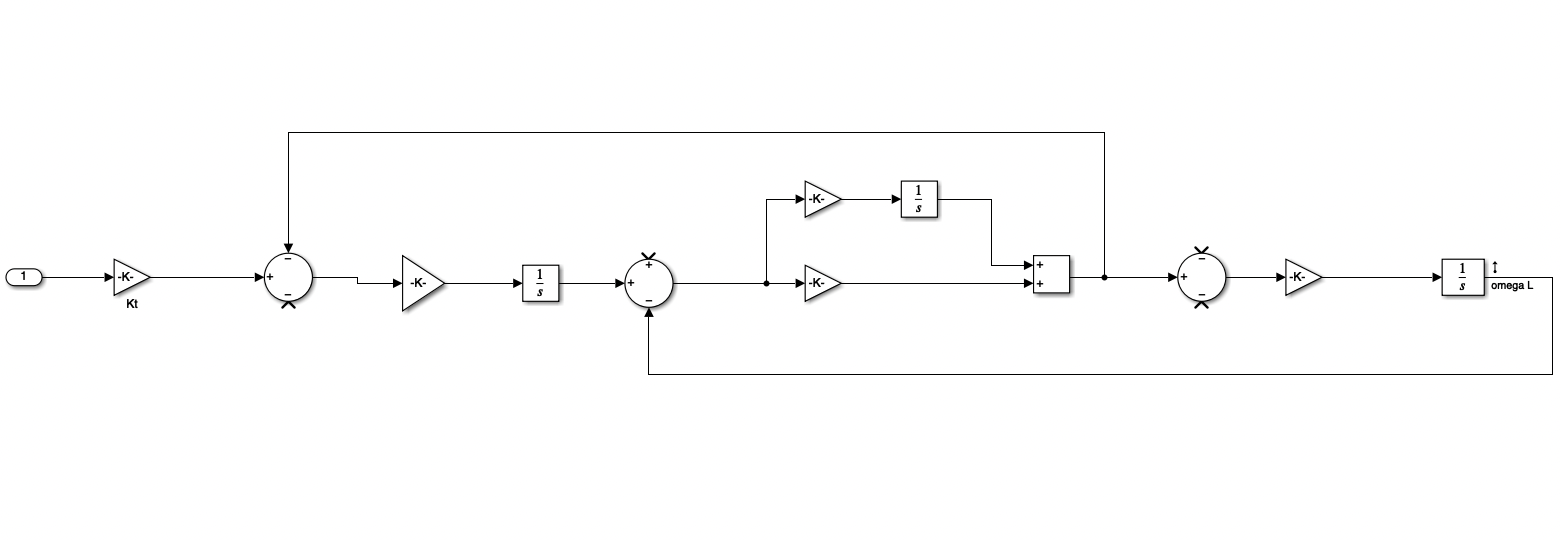 1
-K-
Kt
−
+
−
-K-
1
s
+
+
−
-K-
1
s
-K-
+
+
−
+
−
-K-
1
s
omega L